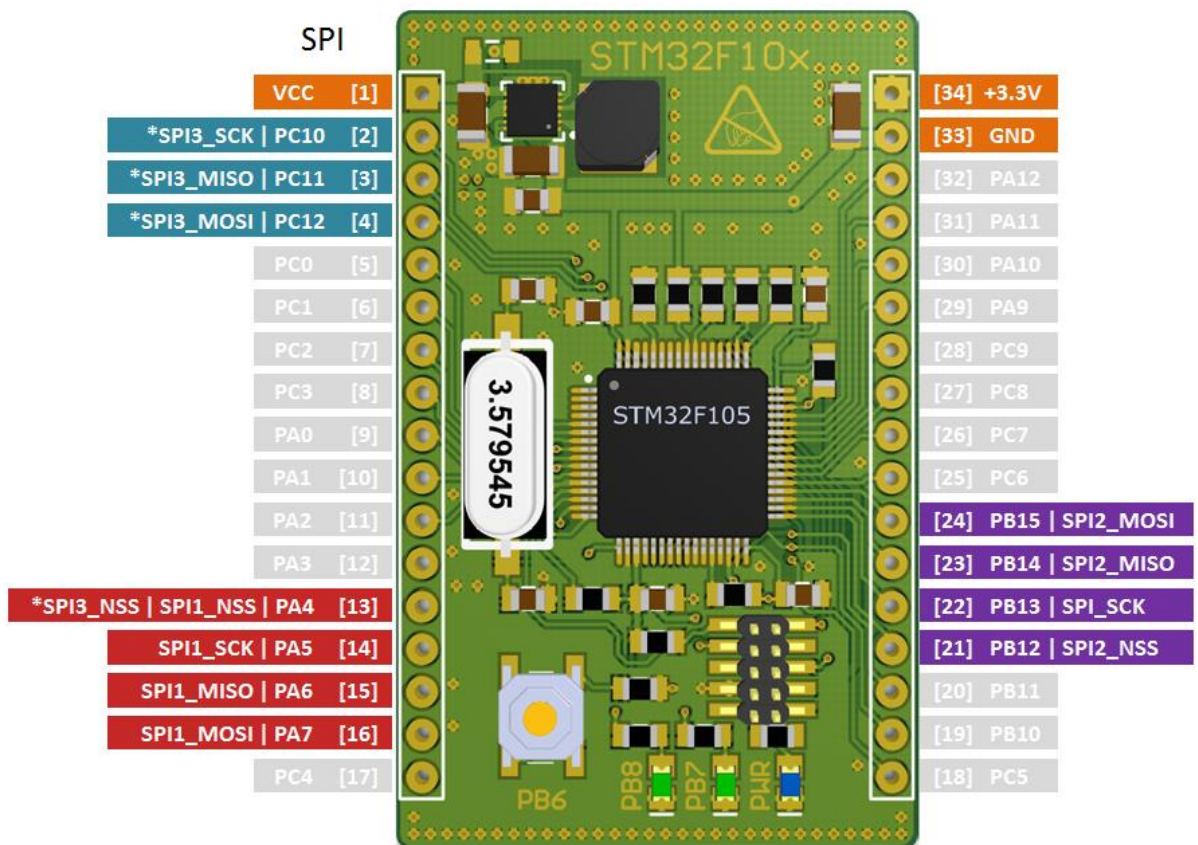 SPI
STM32F10x
VCC [1]
*SPI3_SCK | PC10 [2]
*SPI3_MISO | PC11 [3]
*SPI3_MOSI | PC12 [4]
PC0 [5]
PC1 [6]
PC2 [7]
PC3 [8]
PA0 [9]
PA1 [10]
PA2 [11]
PA3 [12]
*SPI3_NSS | SPI1_NSS | PA4 [13]
SPI1_SCK | PA5 [14]
SPI1_MISO | PA6 [15]
SPI1_MOSI | PA7 [16]
PC4 [17]
3.579545
STM32F105
PB6
PB8
PB7
PWR
[34] +3.3V
[33] GND
[32] PA12
[31] PA11
[30] PA10
[29] PA9
[28] PC9
[27] PC8
[26] PC7
[25] PC6
[24] PB15 | SPI2_MOSI
[23] PB14 | SPI2_MISO
[22] PB13 | SPI_SCK
[21] PB12 | SPI2_NSS
[20] PB11
[19] PB10
[18] PC5